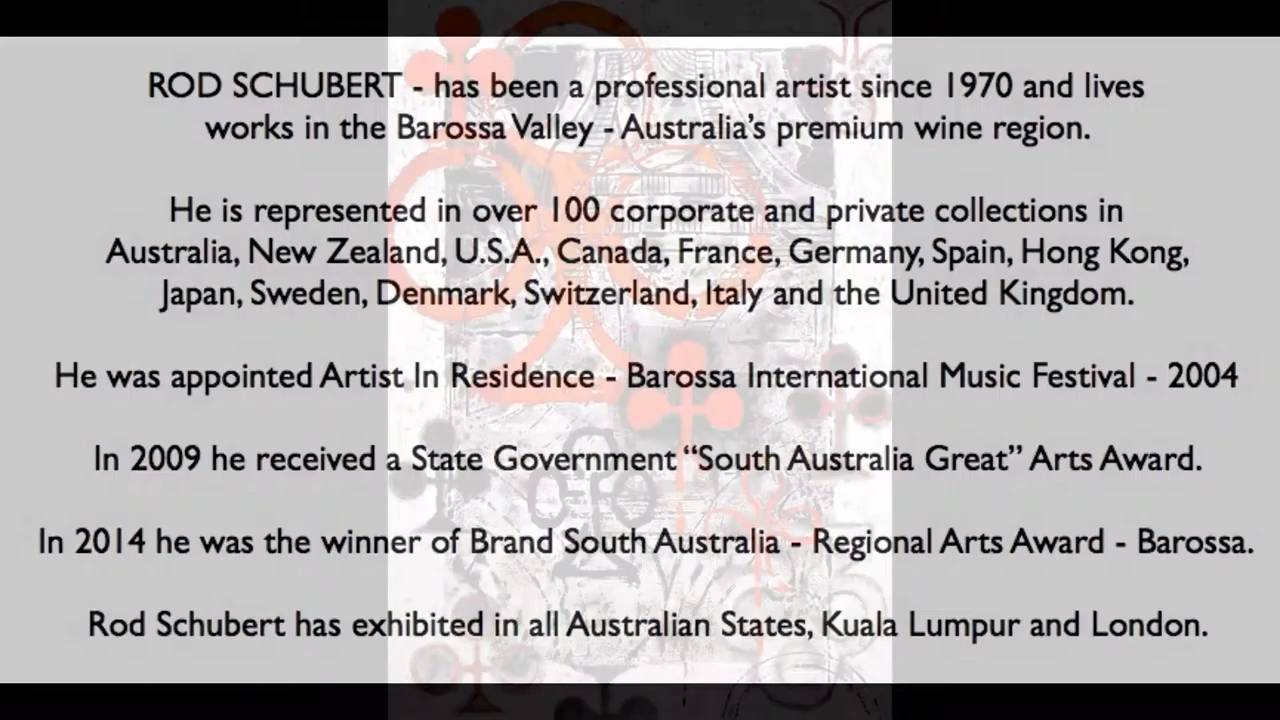 ROD SCHUBERT - has been a professional artist since 1970 and lives
works in the Barossa Valley - Australia's premium wine region.
He is represented in over 100 corporate and private collections in
Australia, New Zealand, U.S.A., Canada, France, Germany, Spain, Hong Kong,
Japan, Sweden, Denmark, Switzerland, Italy and the United Kingdom.
He was appointed Artist In Residence - Barossa International Music Festival - 2004
In 2009 he received a State Government “South Australia Great” Arts Award.
In 2014 he was the winner of Brand South Australia - Regional Arts Award - Barossa.
Rod Schubert has exhibited in all Australian States, Kuala Lumpur and London.